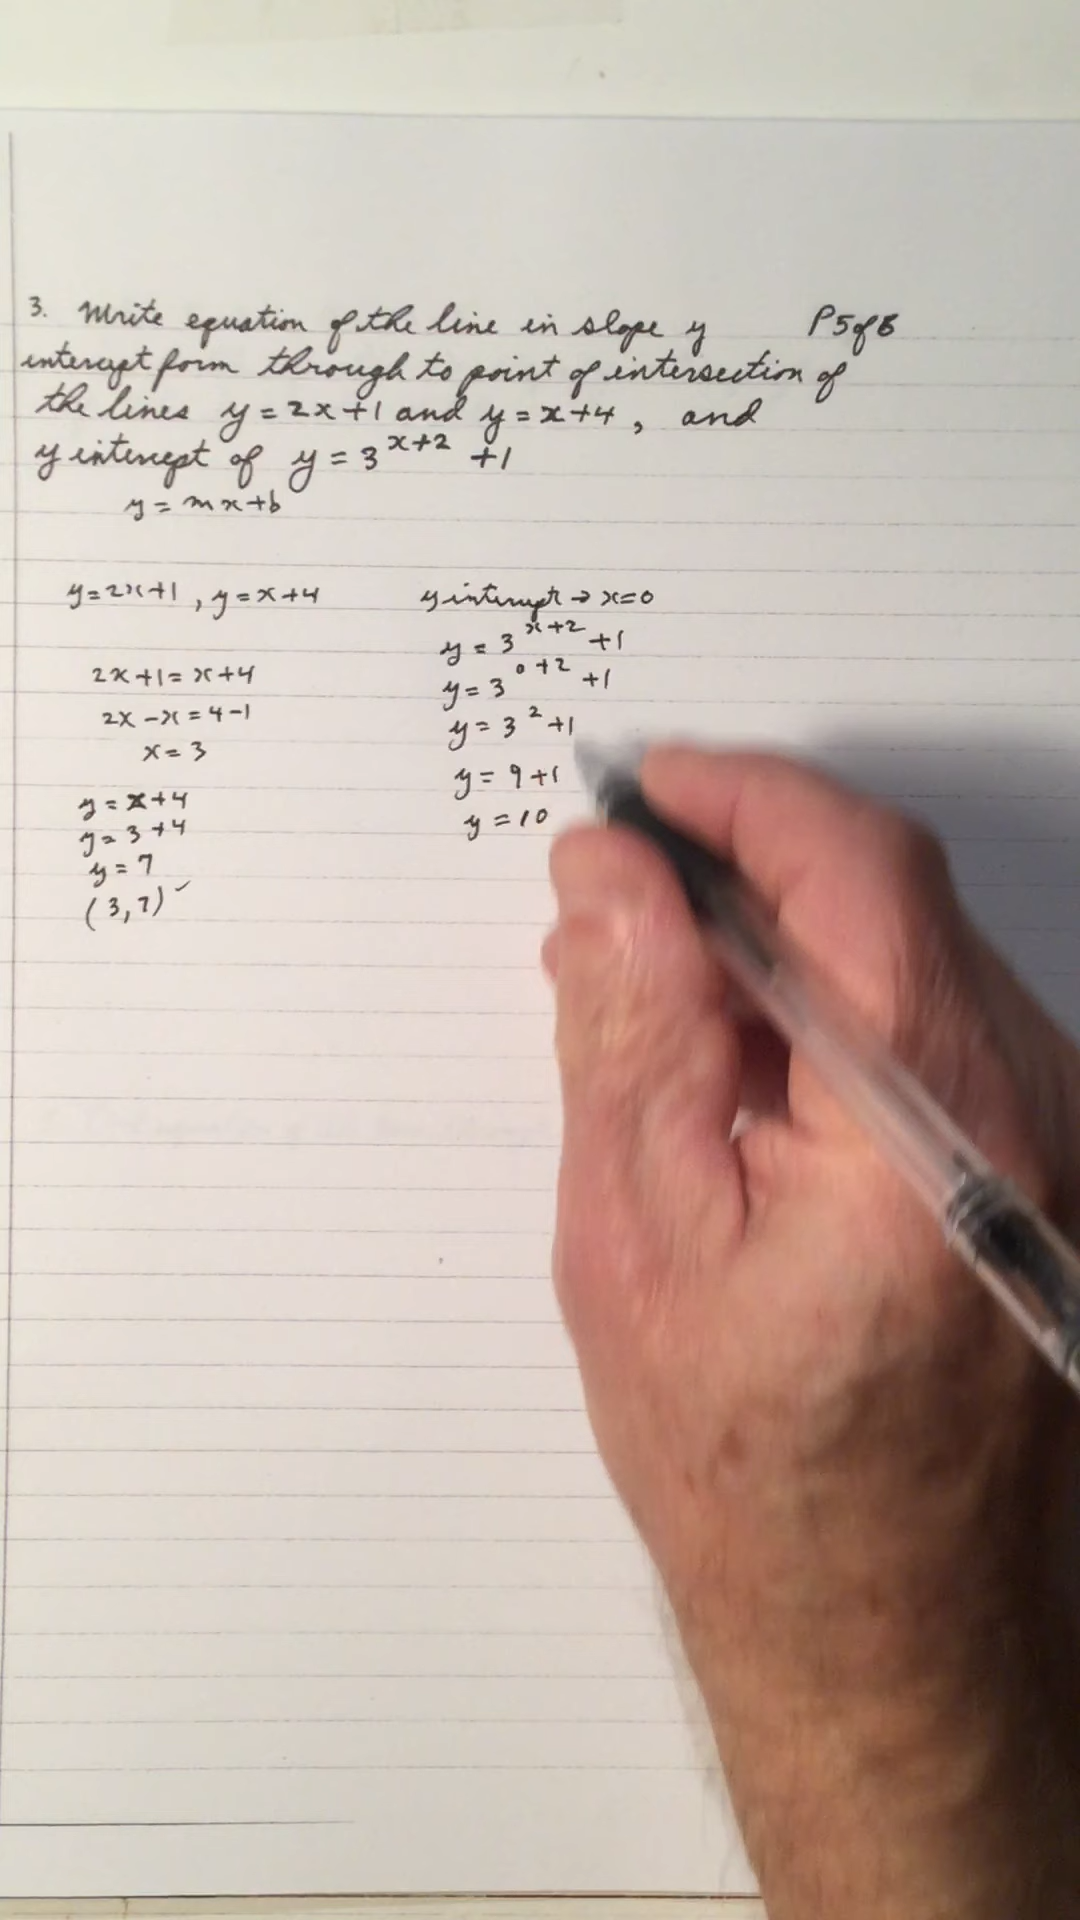 3. Write equation of the line in slope y P5of8
intercept form through to point of intersection of
the lines y = 2x+1 and y = x+4, and
y intercept of y = 3^x+2 +1
y = mx+b
y=2x+1, y=x+4
2x+1=x+4
2x-x=4-1
x=3
y=x+4
y=3+4
y=7
(3,7) ✓
y intercept → x=0
y = 3^x+2 +1
y = 3^0+2 +1
y = 3^2 +1
y = 9+1
y = 10